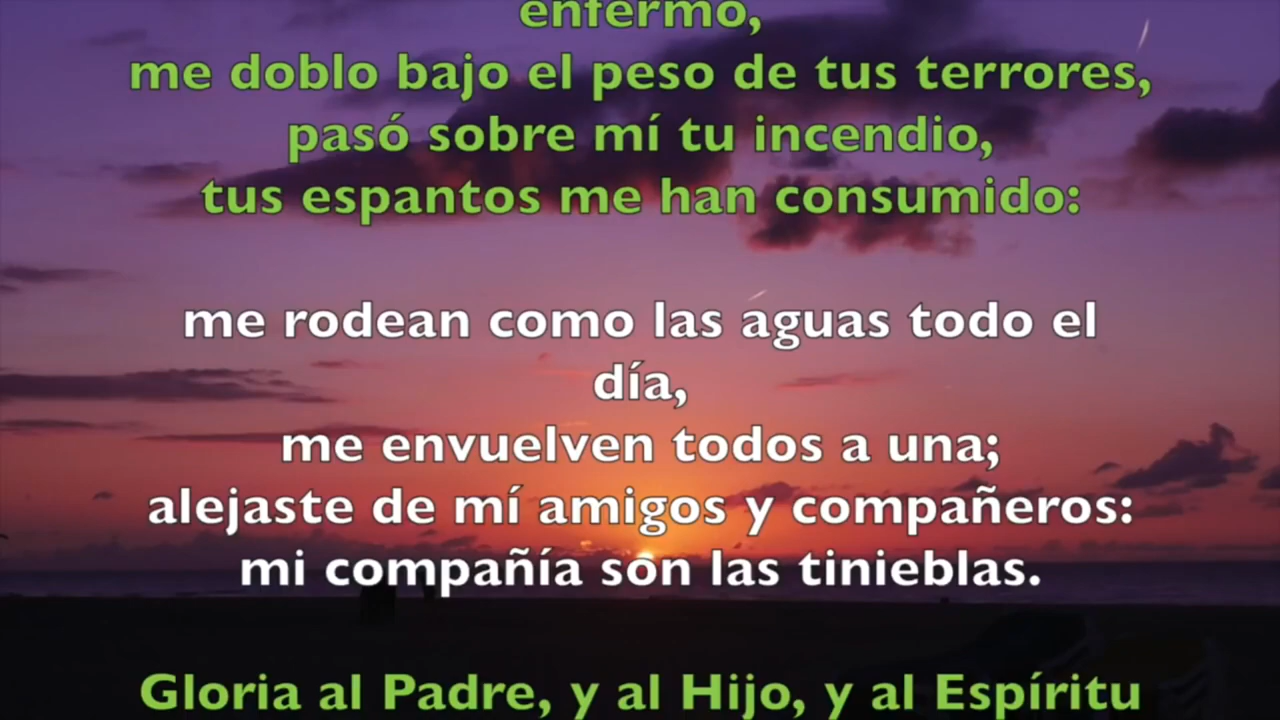 enfermo,
me doblo bajo el peso de tus terrores,
pasó sobre mí tu incendio,
tus espantos me han consumido:
me rodean como las aguas todo el
día,
me envuelven todos a una;
alejaste de mí amigos y compañeros:
mi compañía son las tinieblas.
Gloria al Padre, y al Hijo, y al Espíritu